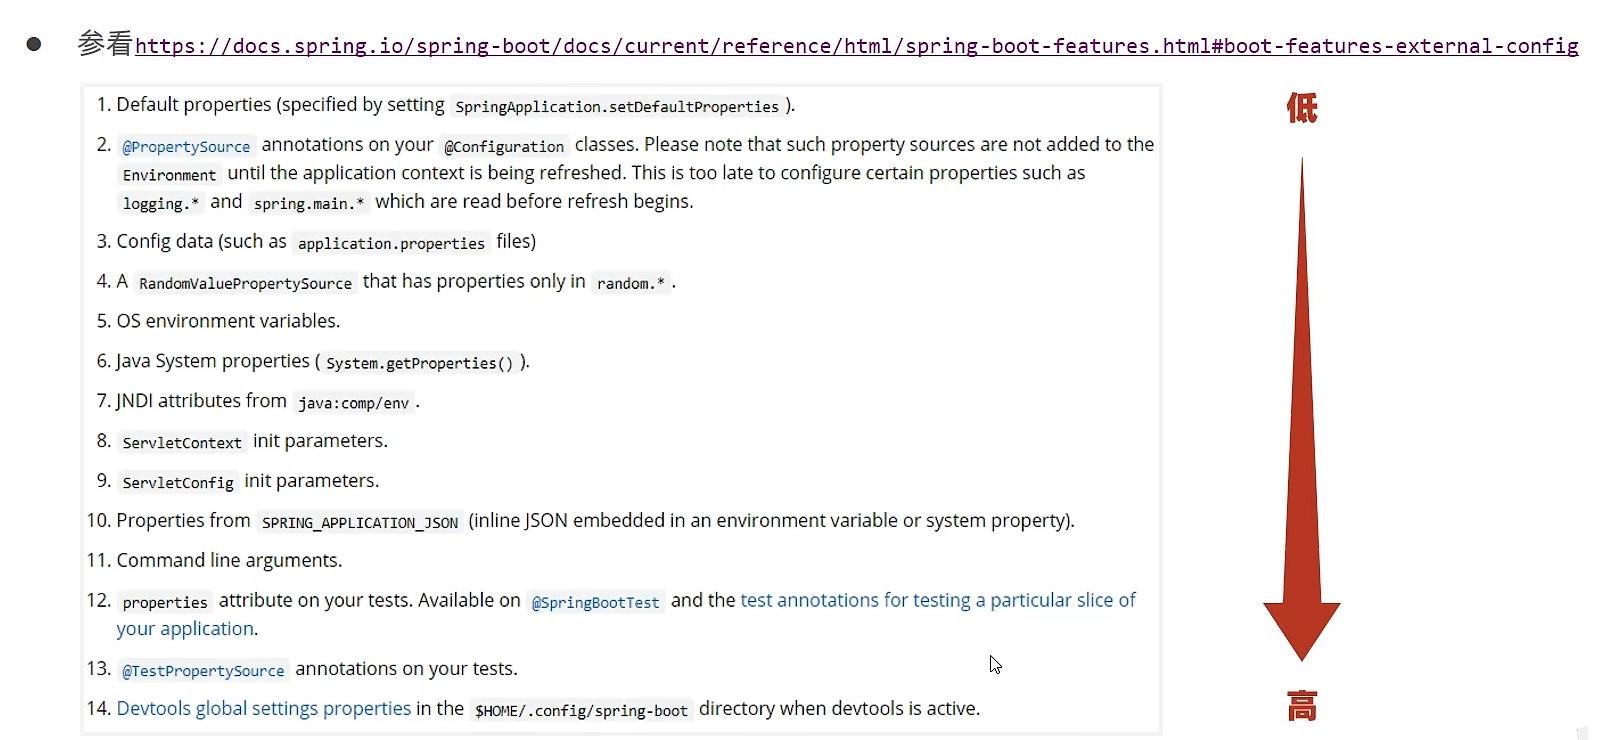 ● 参看https://docs.spring.io/spring-boot/docs/current/reference/html/spring-boot-features.html#boot-features-external-config
1. Default properties (specified by setting SpringApplication.setDefaultProperties ).
低
2. @PropertySource annotations on your @Configuration classes. Please note that such property sources are not added to the
Environment until the application context is being refreshed. This is too late to configure certain properties such as
logging.* and spring.main.* which are read before refresh begins.
3. Config data (such as application.properties files)
4. A RandomValuePropertySource that has properties only in random.* .
5. OS environment variables.
6. Java System properties ( System.getProperties() ).
7. JNDI attributes from java:comp/env .
8. ServletContext init parameters.
9. ServletConfig init parameters.
10. Properties from SPRING_APPLICATION_JSON (inline JSON embedded in an environment variable or system property).
11. Command line arguments.
12. properties attribute on your tests. Available on @SpringBootTest and the test annotations for testing a particular slice of
your application.
13. @TestPropertySource annotations on your tests.
14. Devtools global settings properties in the $HOME/.config/spring-boot directory when devtools is active.
高